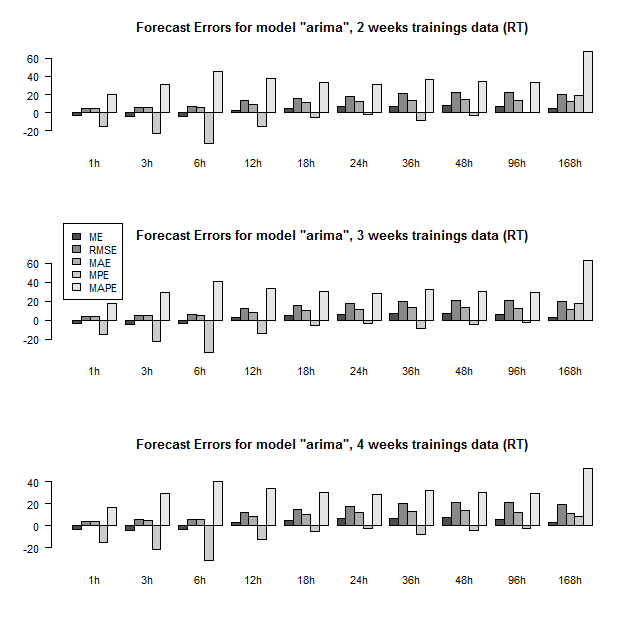 Forecast Errors for model "arima", 2 weeks trainings data (RT)
60
40
20
0
-20
1h 3h 6h 12h 18h 24h 36h 48h 96h 168h
Forecast Errors for model "arima", 3 weeks trainings data (RT)
ME
RMSE
MAE
MPE
MAPE
60
40
20
0
-20
1h 3h 6h 12h 18h 24h 36h 48h 96h 168h
Forecast Errors for model "arima", 4 weeks trainings data (RT)
40
20
0
-20
1h 3h 6h 12h 18h 24h 36h 48h 96h 168h